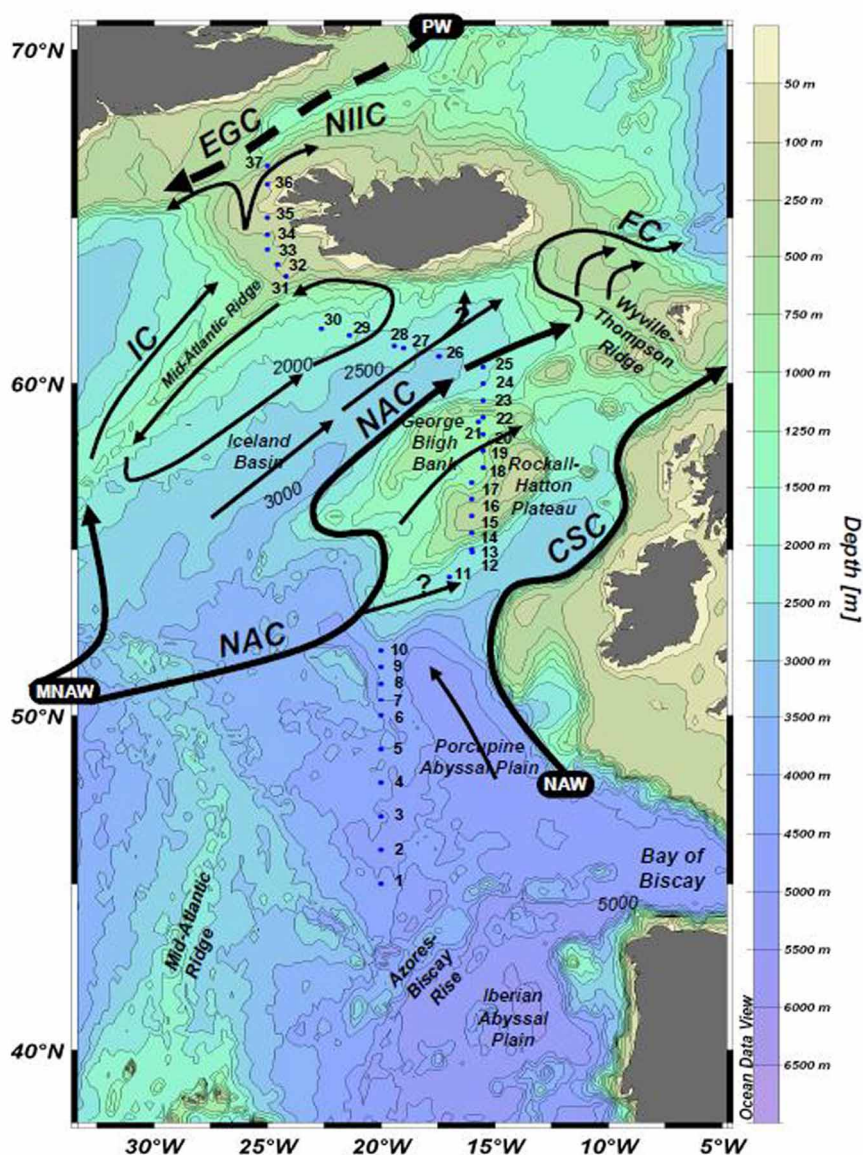 PW
70°N
EGC
NIIC
37
36
35
34
33
32
31
FC
IC
Mid-Atlantic Ridge
Wyville-
Thompson
Ridge
30
29
28
27
26
?
2000
2500
60°N
NAC
25
24
23
22
21
20
19
18
17
16
15
14
13
12
11
George
Bligh
Bank
Iceland
Basin
Rockall-
Hatton
Plateau
3000
CSC
?
NAC
MNAW
50°N
10
9
8
7
6
5
4
3
2
1
Porcupine
Abyssal Plain
NAW
Bay of
Biscay
5000
Mid-Atlantic
Ridge
Azores-
Biscay
Rise
Iberian
Abyssal
Plain
40°N
30°W
25°W
20°W
15°W
10°W
5°W
50 m
100 m
250 m
500 m
750 m
1000 m
1250 m
1500 m
2000 m
2500 m
3000 m
3500 m
4000 m
4500 m
5000 m
5500 m
6000 m
6500 m
Depth [m]
Ocean Data View